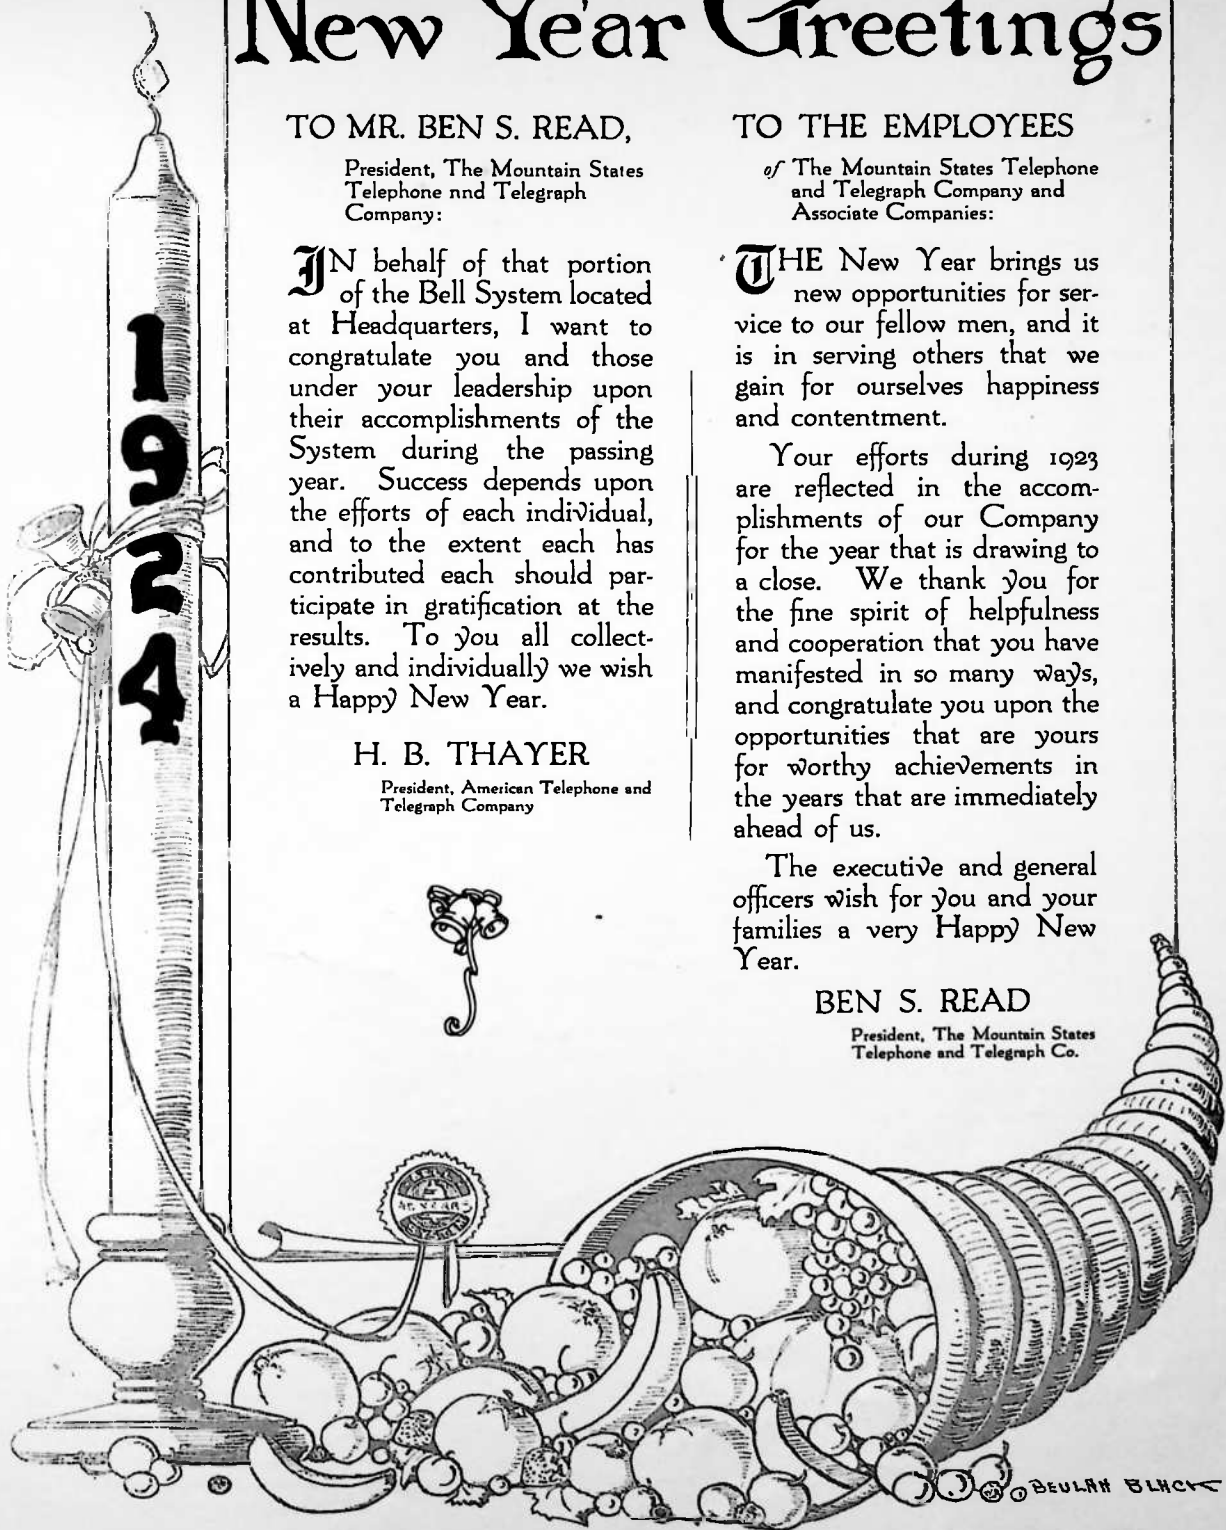 New Year Greetings
TO MR. BEN S. READ,
President, The Mountain States
Telephone nnd Telegraph
Company:
IN behalf of that portion
of the Bell System located
at Headquarters, I want to
congratulate you and those
under your leadership upon
their accomplishments of the
System during the passing
year. Success depends upon
the efforts of each individual,
and to the extent each has
contributed each should par-
ticipate in gratification at the
results. To you all collect-
ively and individually we wish
a Happy New Year.
H. B. THAYER
President, American Telephone and
Telegraph Company
TO THE EMPLOYEES
of The Mountain States Telephone
and Telegraph Company and
Associate Companies:
THE New Year brings us
new opportunities for ser-
vice to our fellow men, and it
is in serving others that we
gain for ourselves happiness
and contentment.
Your efforts during 1923
are reflected in the accom-
plishments of our Company
for the year that is drawing to
a close. We thank you for
the fine spirit of helpfulness
and cooperation that you have
manifested in so many ways,
and congratulate you upon the
opportunities that are yours
for worthy achievements in
the years that are immediately
ahead of us.
The executive and general
officers wish for you and your
families a very Happy New
Year.
BEN S. READ
President, The Mountain States
Telephone and Telegraph Co.
1924
BEULAH BLACK